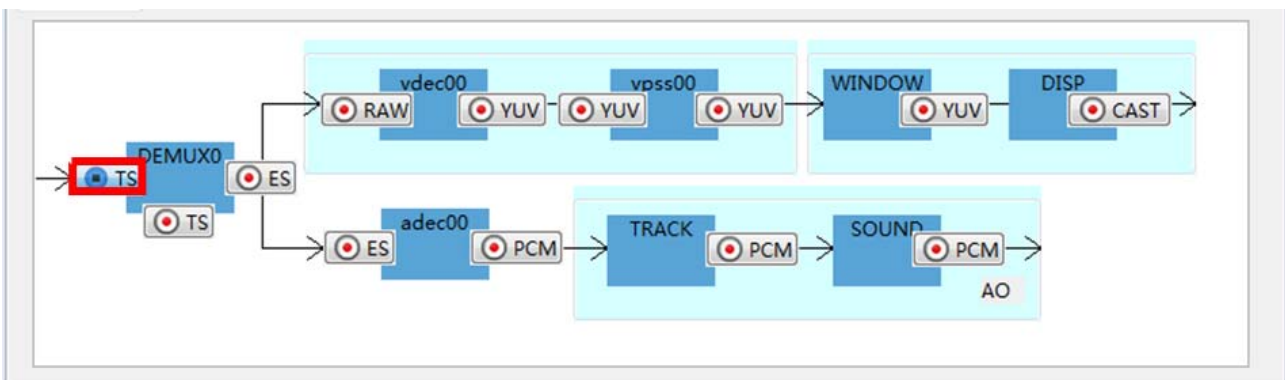 vdec00
vpss00
WINDOW
DISP
RAW
YUV
YUV
YUV
YUV
CAST
DEMUX0
TS
ES
TS
adec00
TRACK
SOUND
ES
PCM
PCM
PCM
AO